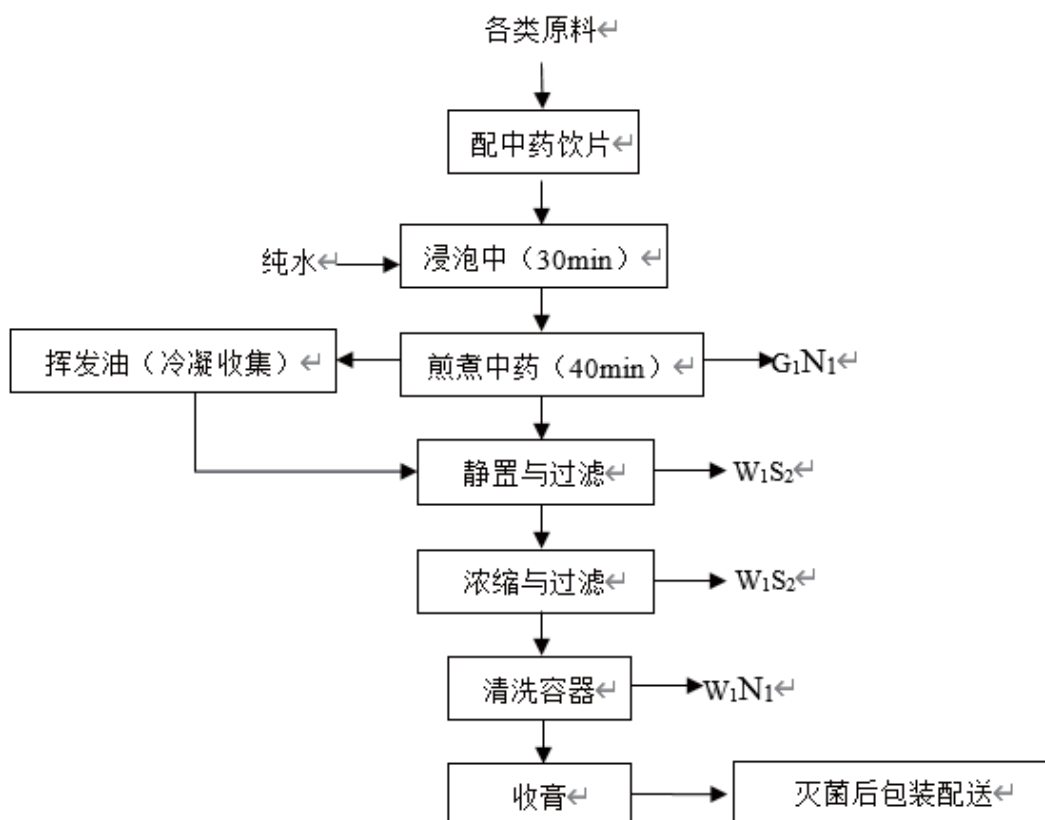 各类原料↵
配中药饮片↵
纯水↵
浸泡中（30min）↵
挥发油（冷凝收集）↵
煎煮中药（40min）↵
G₁N₁↵
静置与过滤↵
W₁S₂↵
浓缩与过滤↵
W₁S₂↵
清洗容器↵
W₁N₁↵
收膏↵
灭菌后包装配送↵